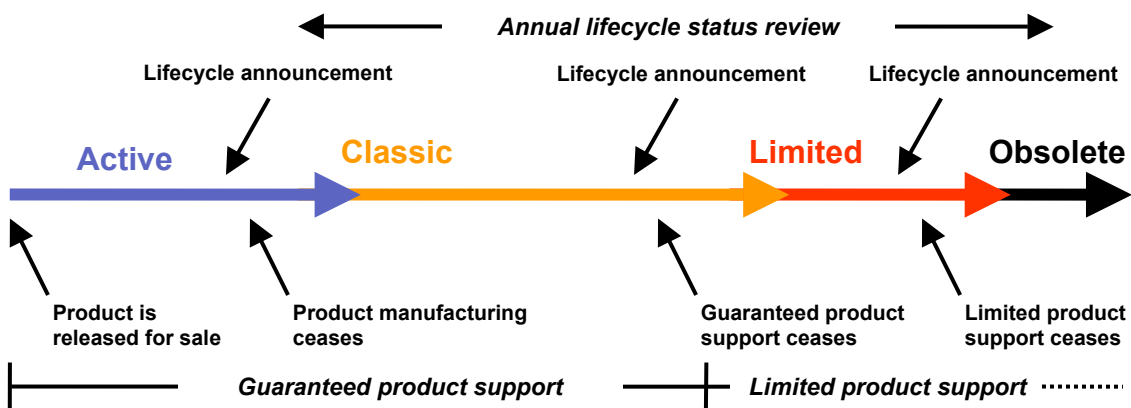 Annual lifecycle status review
Lifecycle announcement
Lifecycle announcement
Lifecycle announcement
Active
Classic
Limited
Obsolete
Product is
released for sale
Product manufacturing
ceases
Guaranteed product
support ceases
Limited product
support ceases
Guaranteed product support
Limited product support